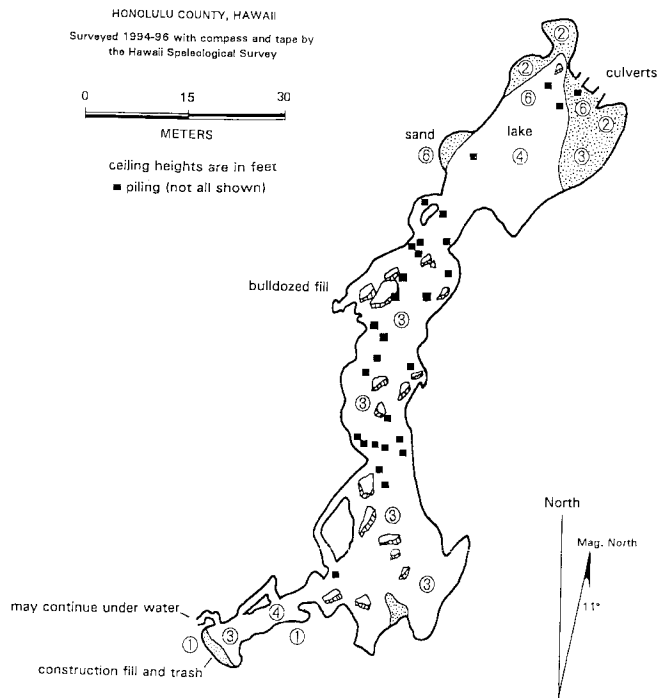 HONOLULU COUNTY, HAWAII
Surveyed 1994-96 with compass and tape by
the Hawaii Speleological Survey
0 15 30
METERS
ceiling heights are in feet
■ piling (not all shown)
2
2
culverts
6
6
2
sand
lake
6
4
3
bulldozed fill
3
3
3
North
Mag. North
3
11°
may continue under water
4
3
1
1
construction fill and trash